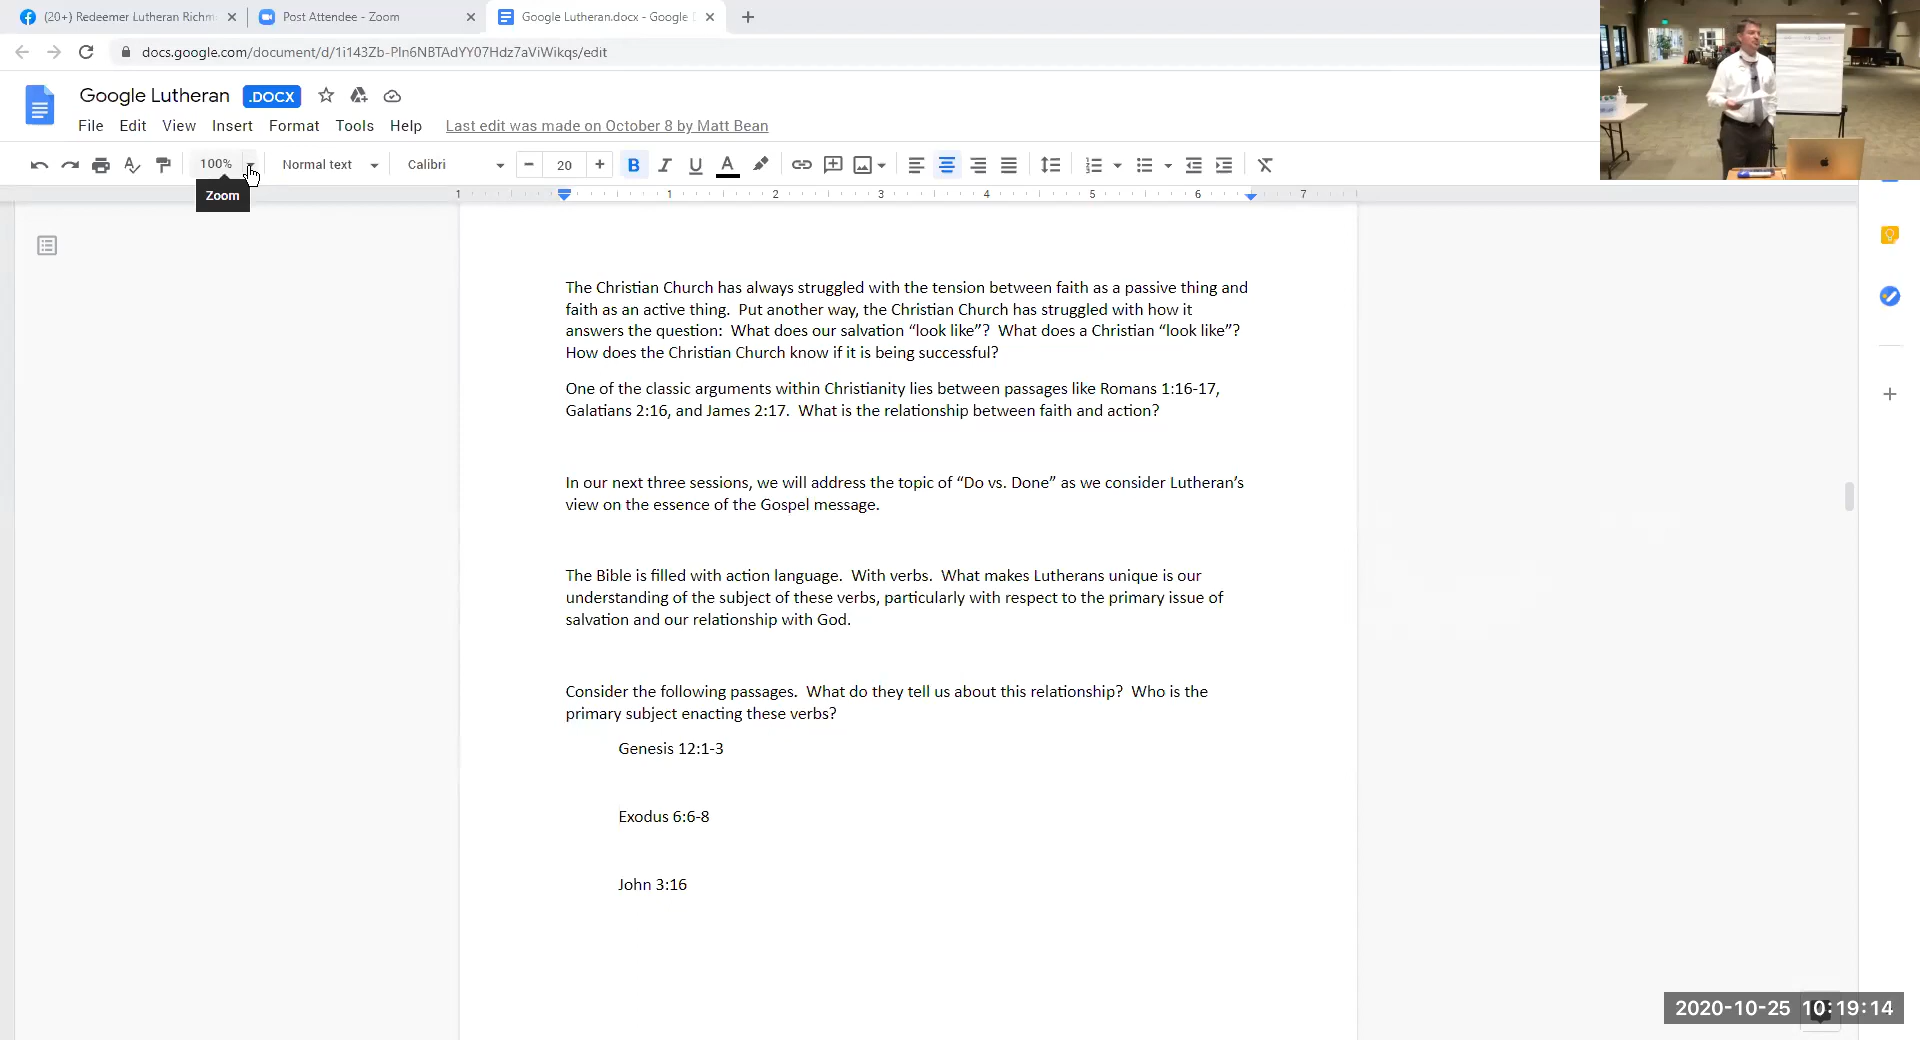 (20+) Redeemer Lutheran Richm
Post Attendee - Zoom
Google Lutheran.docx - Google
docs.google.com/document/d/1i143Zb-PIn6NBTAdYY07Hdz7aViWikqs/edit
Google Lutheran .DOCX
File Edit View Insert Format Tools Help Last edit was made on October 8 by Matt Bean
100% Normal text Calibri 20
Zoom
1 1 2 3 4 5 6 7
The Christian Church has always struggled with the tension between faith as a passive thing and
faith as an active thing.  Put another way, the Christian Church has struggled with how it
answers the question:  What does our salvation “look like”?  What does a Christian “look like”?
How does the Christian Church know if it is being successful?
One of the classic arguments within Christianity lies between passages like Romans 1:16-17,
Galatians 2:16, and James 2:17.  What is the relationship between faith and action?
In our next three sessions, we will address the topic of “Do vs. Done” as we consider Lutheran’s
view on the essence of the Gospel message.
The Bible is filled with action language.  With verbs.  What makes Lutherans unique is our
understanding of the subject of these verbs, particularly with respect to the primary issue of
salvation and our relationship with God.
Consider the following passages.  What do they tell us about this relationship?  Who is the
primary subject enacting these verbs?
Genesis 12:1-3
Exodus 6:6-8
John 3:16
2020-10-25 10:19:14